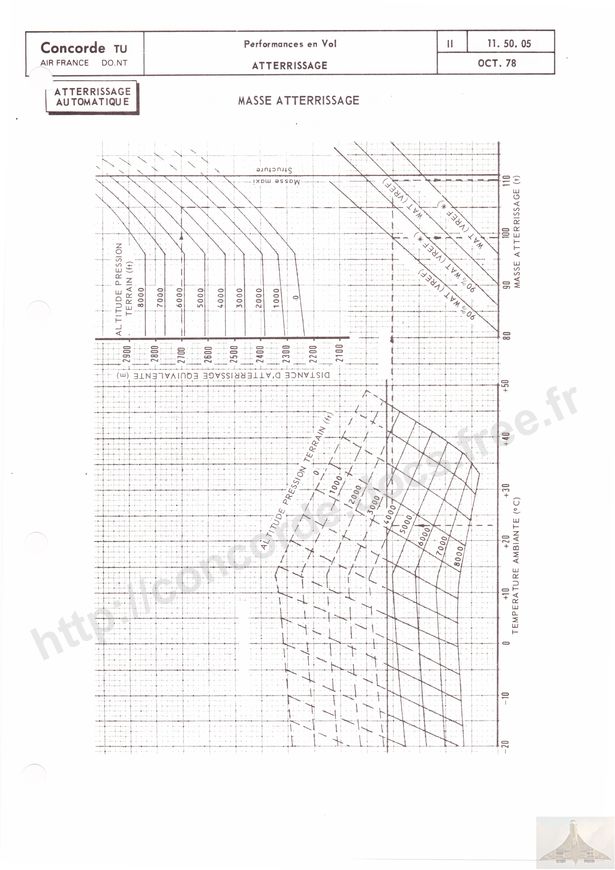 Concorde TU
AIR FRANCE DO.NT
Performances en Vol
ATTERRISSAGE
II
11. 50. 05
OCT. 78
ATTERRISSAGE
AUTOMATIQUE
MASSE ATTERRISSAGE
Structure
Masse maxi
ALTITUDE PRESSION
TERRAIN (ft)
8000
7000
6000
5000
4000
3000
2000
1000
0
WAT (VREF *)
WAT (VREF)
90% WAT (VREF *)
90% WAT (VREF)
110
100
90
80
MASSE ATTERRISSAGE (t)
2900
2800
2700
2600
2500
2400
2300
2200
2100
DISTANCE D'ATTERRISSAGE EQUIVALENTE (m)
ALTITUDE PRESSION TERRAIN (ft)
0
1000
2000
3000
4000
5000
6000
7000
8000
+50
+40
+30
+20
+10
0
-10
-20
TEMPERATURE AMBIANTE (°C)
http://concorde.docs.free.fr